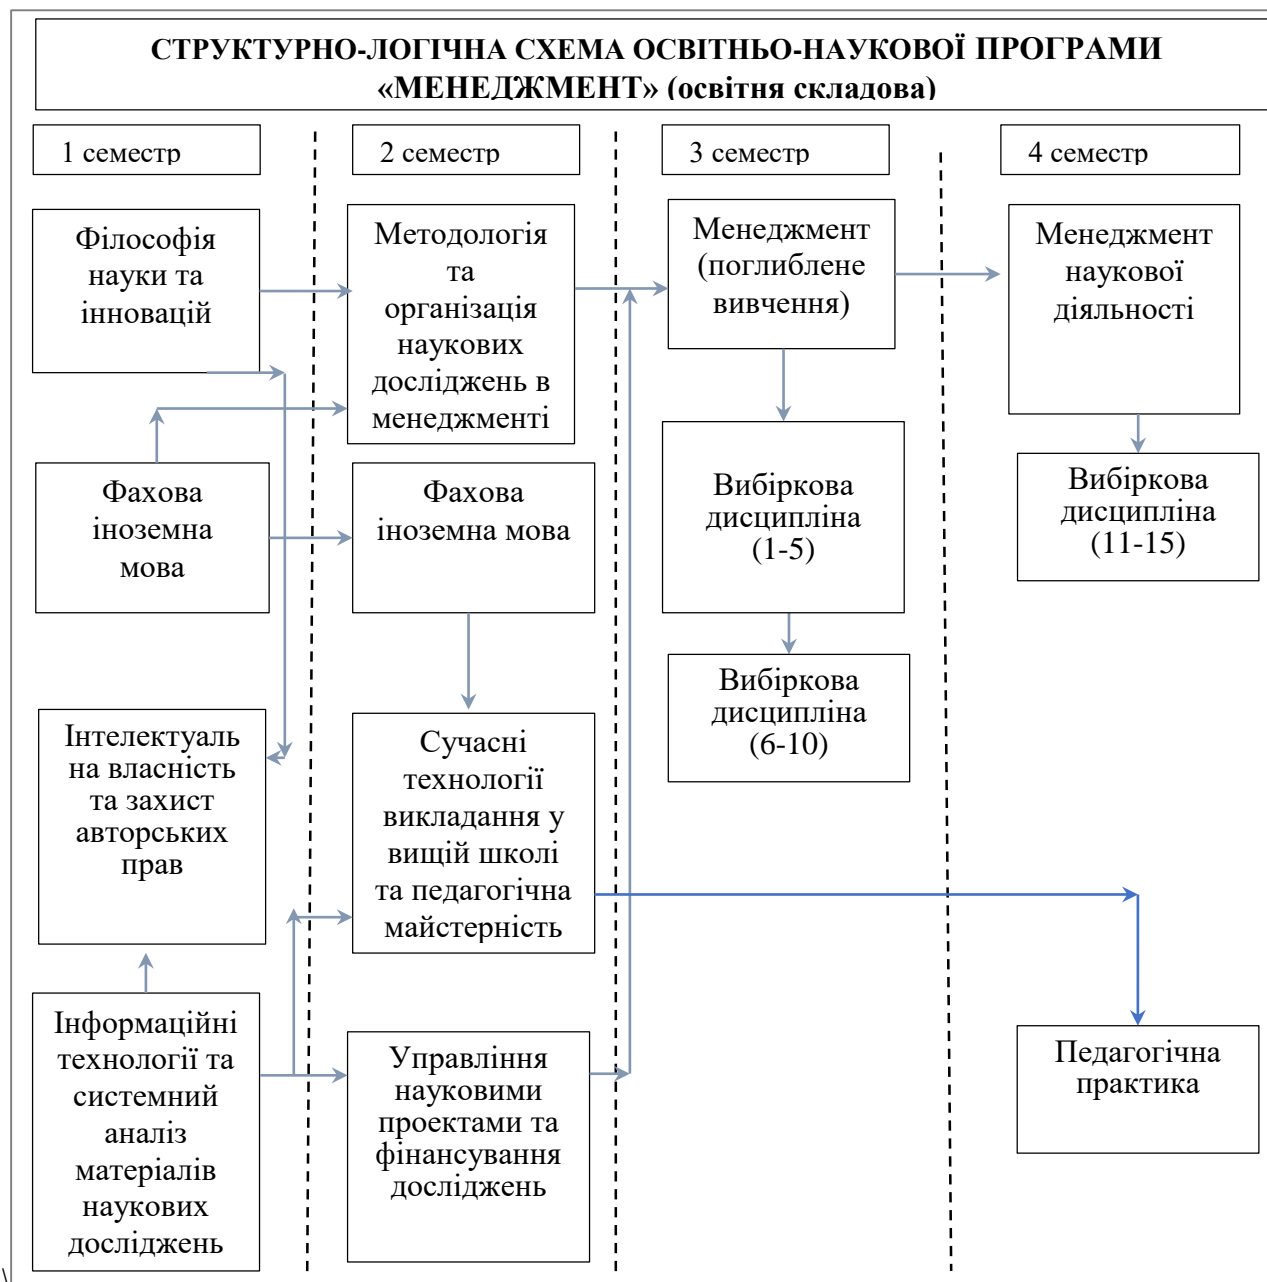 СТРУКТУРНО-ЛОГІЧНА СХЕМА ОСВІТНЬО-НАУКОВОЇ ПРОГРАМИ
«МЕНЕДЖМЕНТ» (освітня складова)
1 семестр
2 семестр
3 семестр
4 семестр
Філософія
науки та
інновацій
Фахова
іноземна
мова
Інтелектуаль
на власність
та захист
авторських
прав
Інформаційні
технології та
системний
аналіз
матеріалів
наукових
досліджень
Методологія
та
організація
наукових
досліджень в
менеджменті
Фахова
іноземна мова
Сучасні
технології
викладання у
вищій школі
та педагогічна
майстерність
Управління
науковими
проектами та
фінансування
досліджень
Менеджмент
(поглиблене
вивчення)
Вибіркова
дисципліна
(1-5)
Вибіркова
дисципліна
(6-10)
Менеджмент
наукової
діяльності
Вибіркова
дисципліна
(11-15)
Педагогічна
практика
\